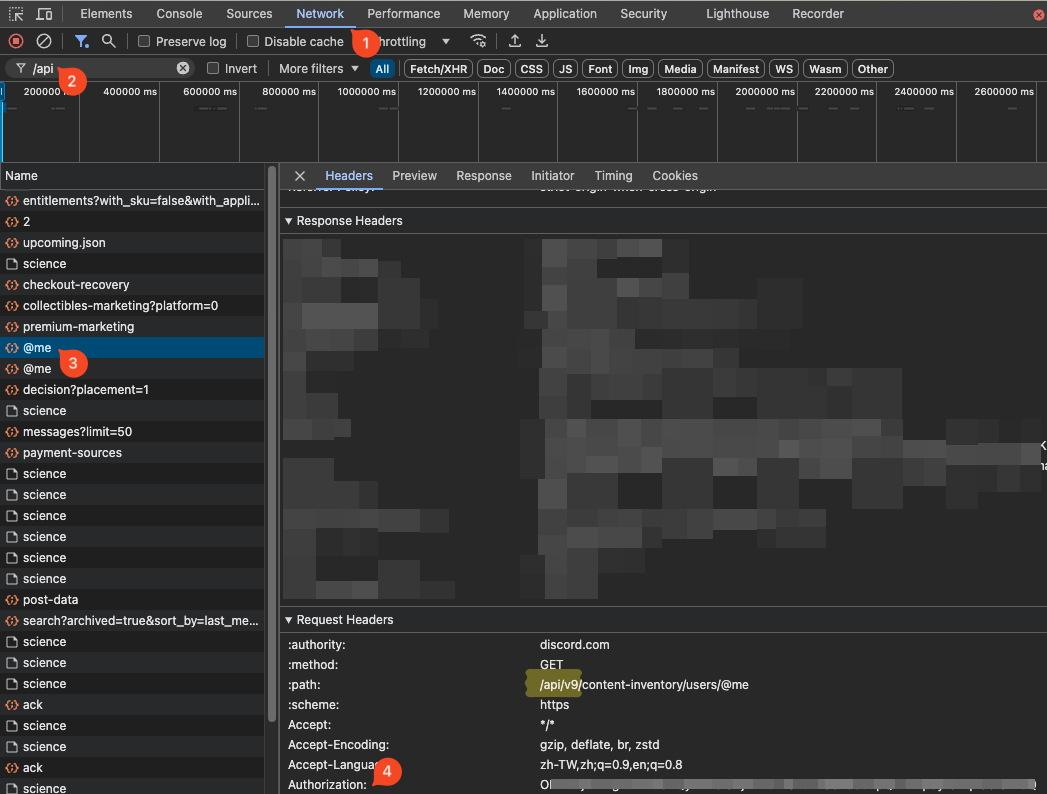 Elements Console Sources Network Performance Memory Application Security Lighthouse Recorder
Preserve log Disable cache 1 hrottling
/api 2 Invert More filters All Fetch/XHR Doc CSS JS Font Img Media Manifest WS Wasm Other
400000 ms 600000 ms 800000 ms 1000000 ms 1200000 ms 1400000 ms 1600000 ms 1800000 ms 2000000 ms 2200000 ms 2400000 ms 2600000 ms
Name
Headers Preview Response Initiator Timing Cookies
entitlements?with_sku=false&with_appli...
2
upcoming.json
science
checkout-recovery
collectibles-marketing?platform=0
premium-marketing
@me
3
@me
decision?placement=1
science
messages?limit=50
payment-sources
science
science
science
science
science
science
post-data
search?archived=true&sort_by=last_me...
science
science
science
ack
science
science
ack
science
Response Headers
Request Headers
:authority: discord.com
:method: GET
:path: /api/v9/content-inventory/users/@me
:scheme: https
Accept: */*
Accept-Encoding: gzip, deflate, br, zstd
Accept-Langua zh-TW,zh;q=0.9,en;q=0.8
4
Authorization: